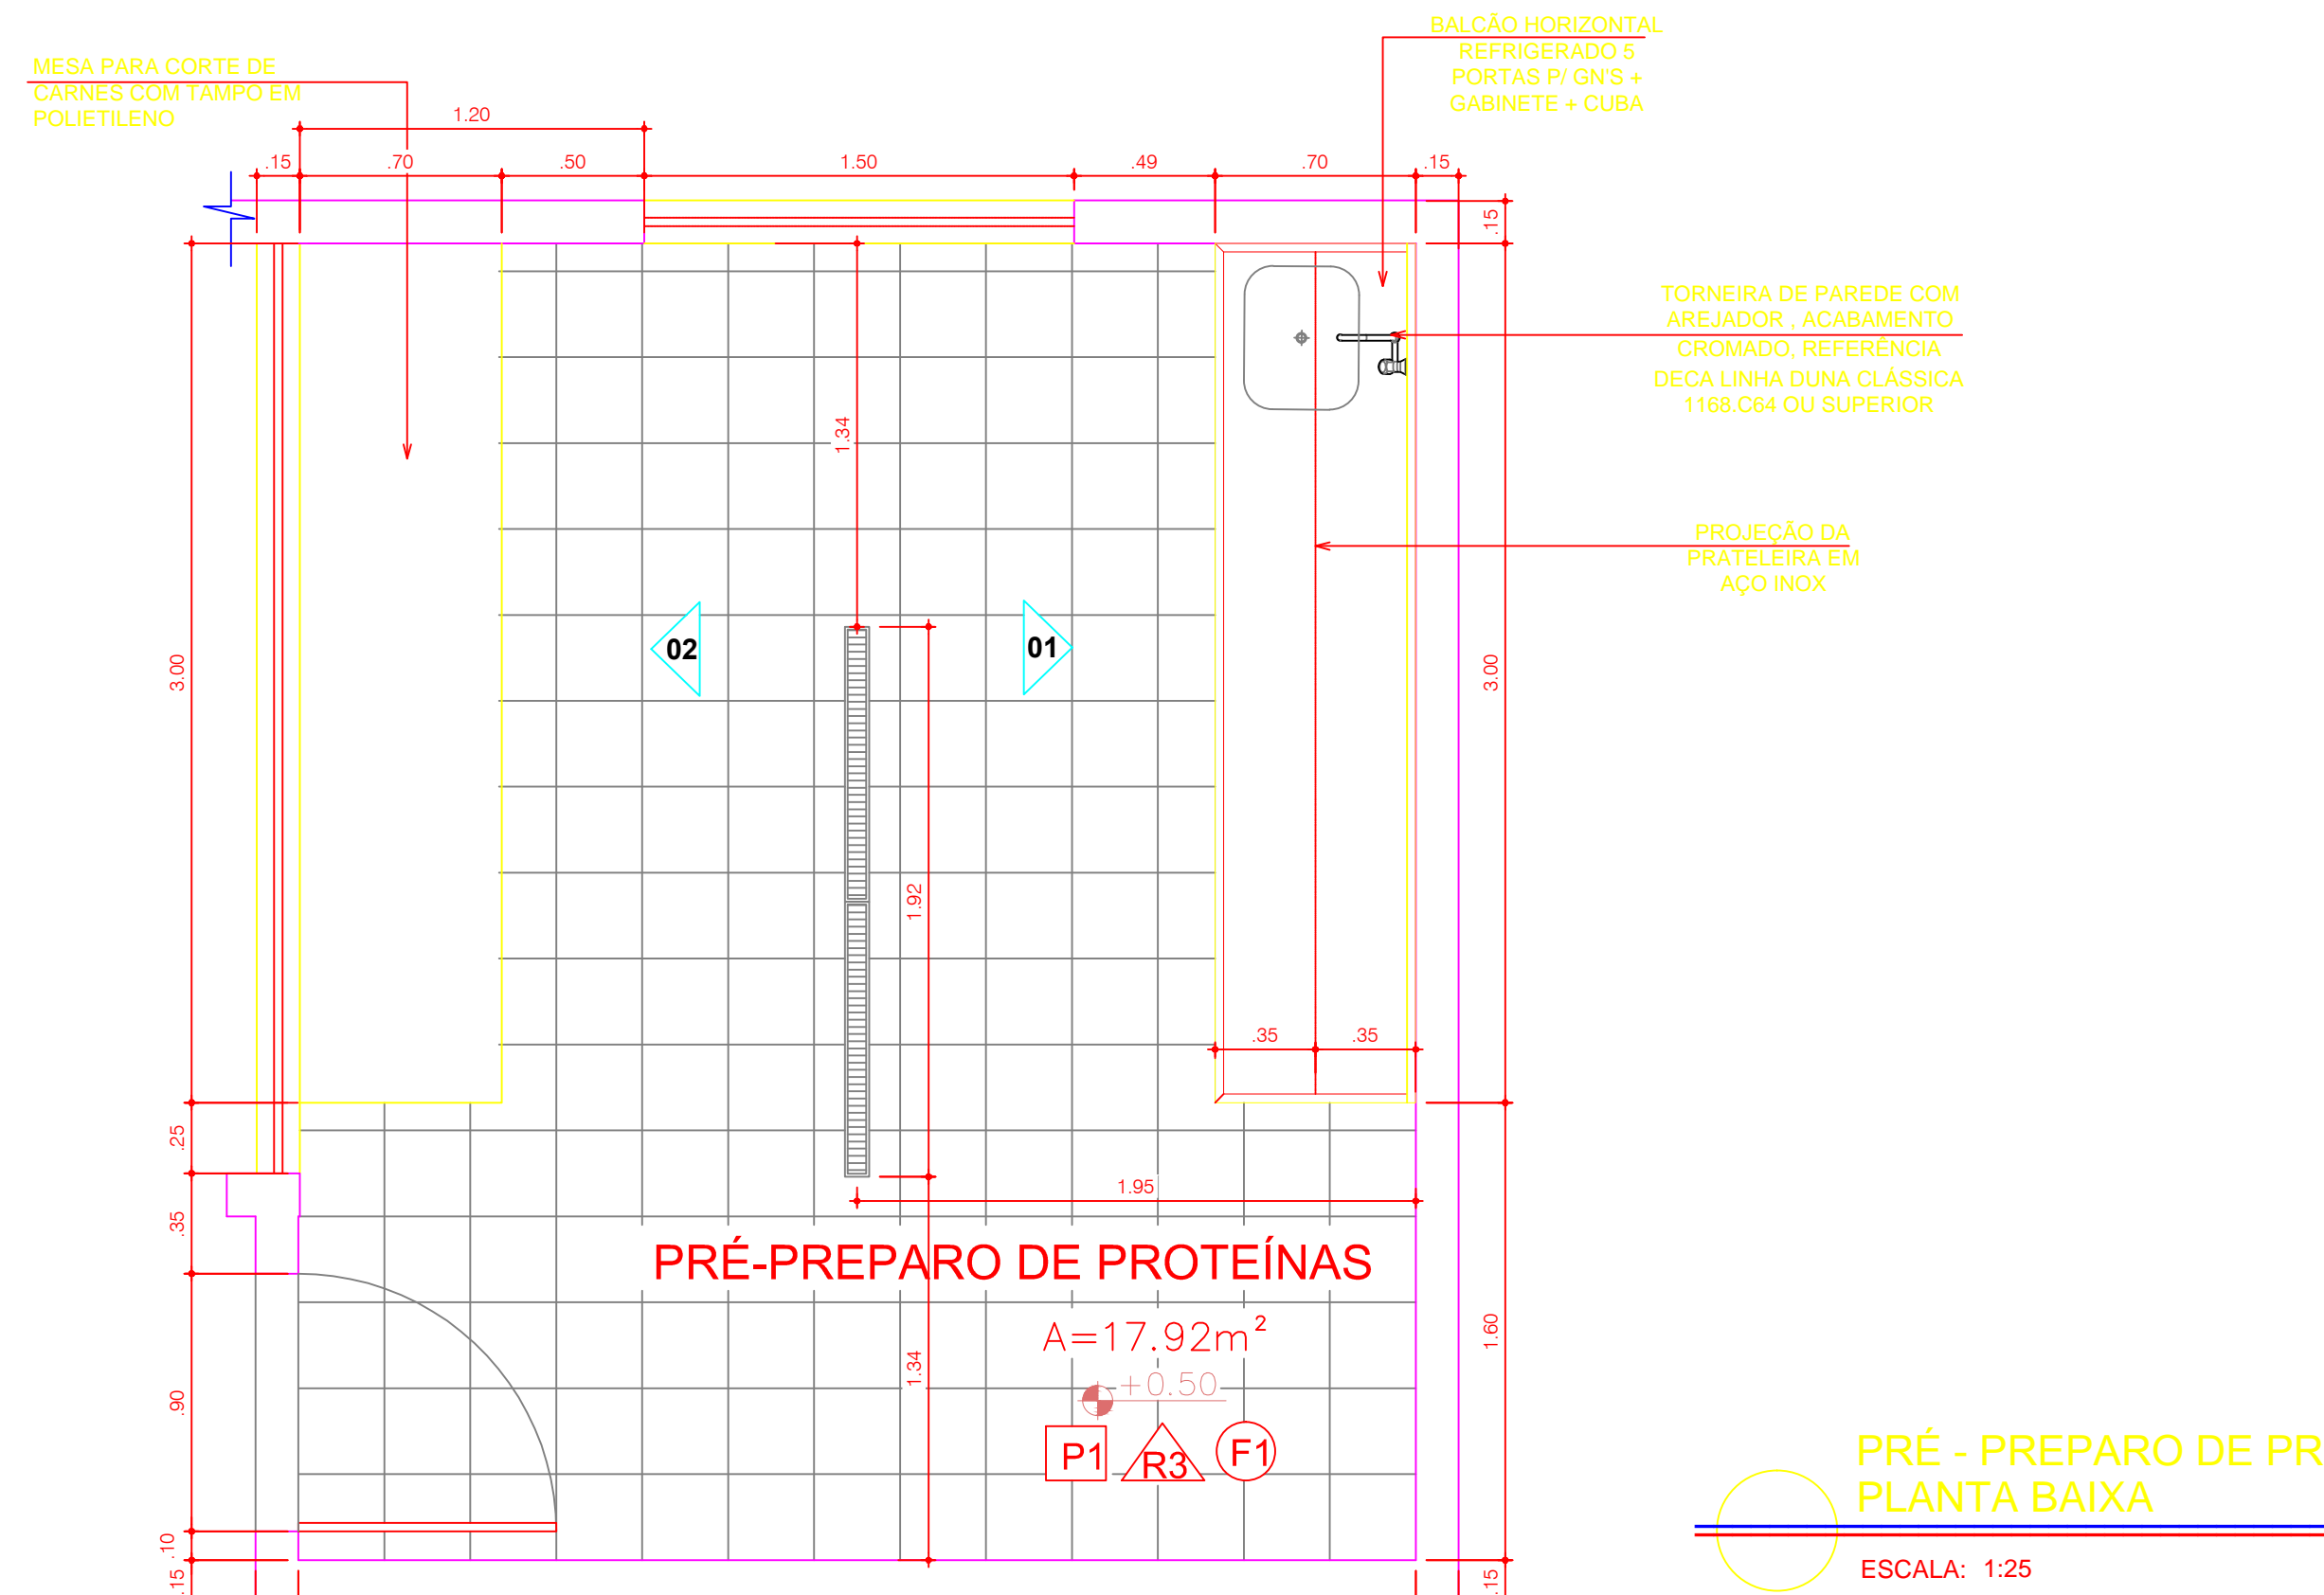 MESA PARA CORTE DE
CARNES COM TAMPO EM
POLIETILENO
BALCÃO HORIZONTAL
REFRIGERADO 5
PORTAS P/ GN'S +
GABINETE + CUBA
1.20
.15
.70
.50
1.50
.49
.70
.15
.15
TORNEIRA DE PAREDE COM
AREJADOR , ACABAMENTO
CROMADO, REFERÊNCIA
DECA LINHA DUNA CLÁSSICA
1168.C64 OU SUPERIOR
1.34
PROJEÇÃO DA
PRATELEIRA EM
AÇO INOX
3.00
02
01
3.00
1.92
.35
.35
.25
1.95
.35
PRÉ-PREPARO DE PROTEÍNAS
A=17.92m²
1.34
1.60
+0.50
.90
P1
R3
F1
PRÉ - PREPARO DE PR
PLANTA BAIXA
.10
.15
.15
ESCALA: 1:25